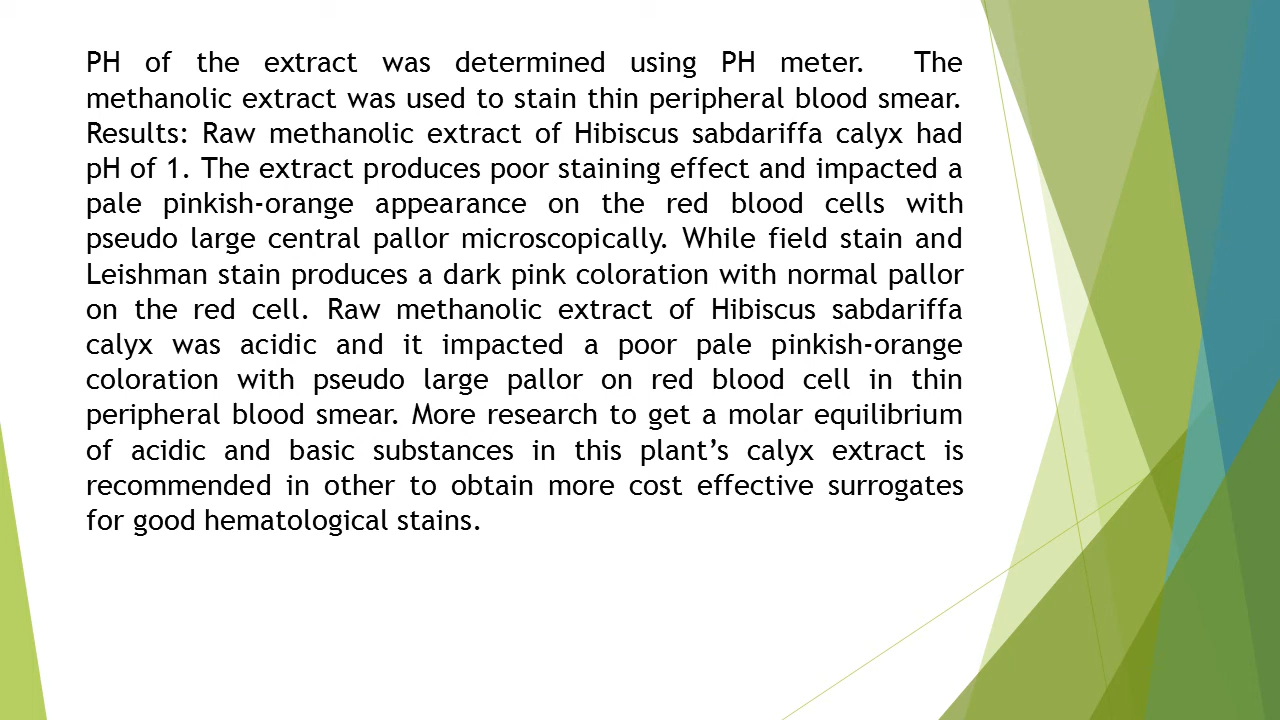 PH of the extract was determined using PH meter. The
methanolic extract was used to stain thin peripheral blood smear.
Results: Raw methanolic extract of Hibiscus sabdariffa calyx had
pH of 1. The extract produces poor staining effect and impacted a
pale pinkish-orange appearance on the red blood cells with
pseudo large central pallor microscopically. While field stain and
Leishman stain produces a dark pink coloration with normal pallor
on the red cell. Raw methanolic extract of Hibiscus sabdariffa
calyx was acidic and it impacted a poor pale pinkish-orange
coloration with pseudo large pallor on red blood cell in thin
peripheral blood smear. More research to get a molar equilibrium
of acidic and basic substances in this plant’s calyx extract is
recommended in other to obtain more cost effective surrogates
for good hematological stains.